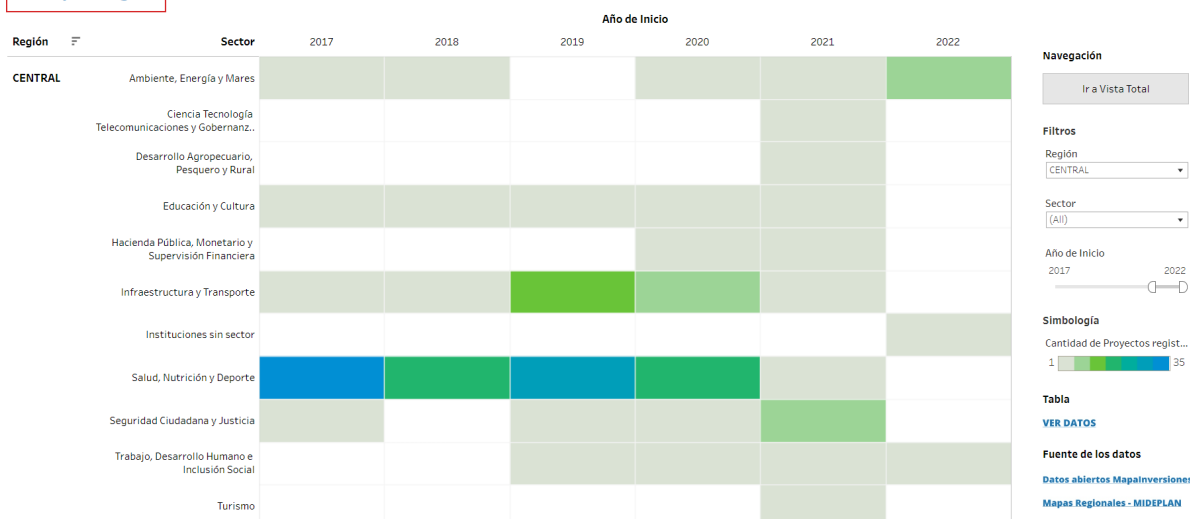 Año de Inicio
Región Sector 2017 2018 2019 2020 2021 2022
CENTRAL
Ambiente, Energía y Mares
Ciencia Tecnología
Telecomunicaciones y Gobernanz..
Desarrollo Agropecuario,
Pesquero y Rural
Educación y Cultura
Hacienda Pública, Monetario y
Supervisión Financiera
Infraestructura y Transporte
Instituciones sin sector
Salud, Nutrición y Deporte
Seguridad Ciudadana y Justicia
Trabajo, Desarrollo Humano e
Inclusión Social
Turismo
Navegación
Ir a Vista Total
Filtros
Región
CENTRAL
Sector
(All)
Año de Inicio
2017 2022
Simbología
Cantidad de Proyectos regist...
1 35
Tabla
VER DATOS
Fuente de los datos
Datos abiertos MapaInversiones
Mapas Regionales - MIDEPLAN